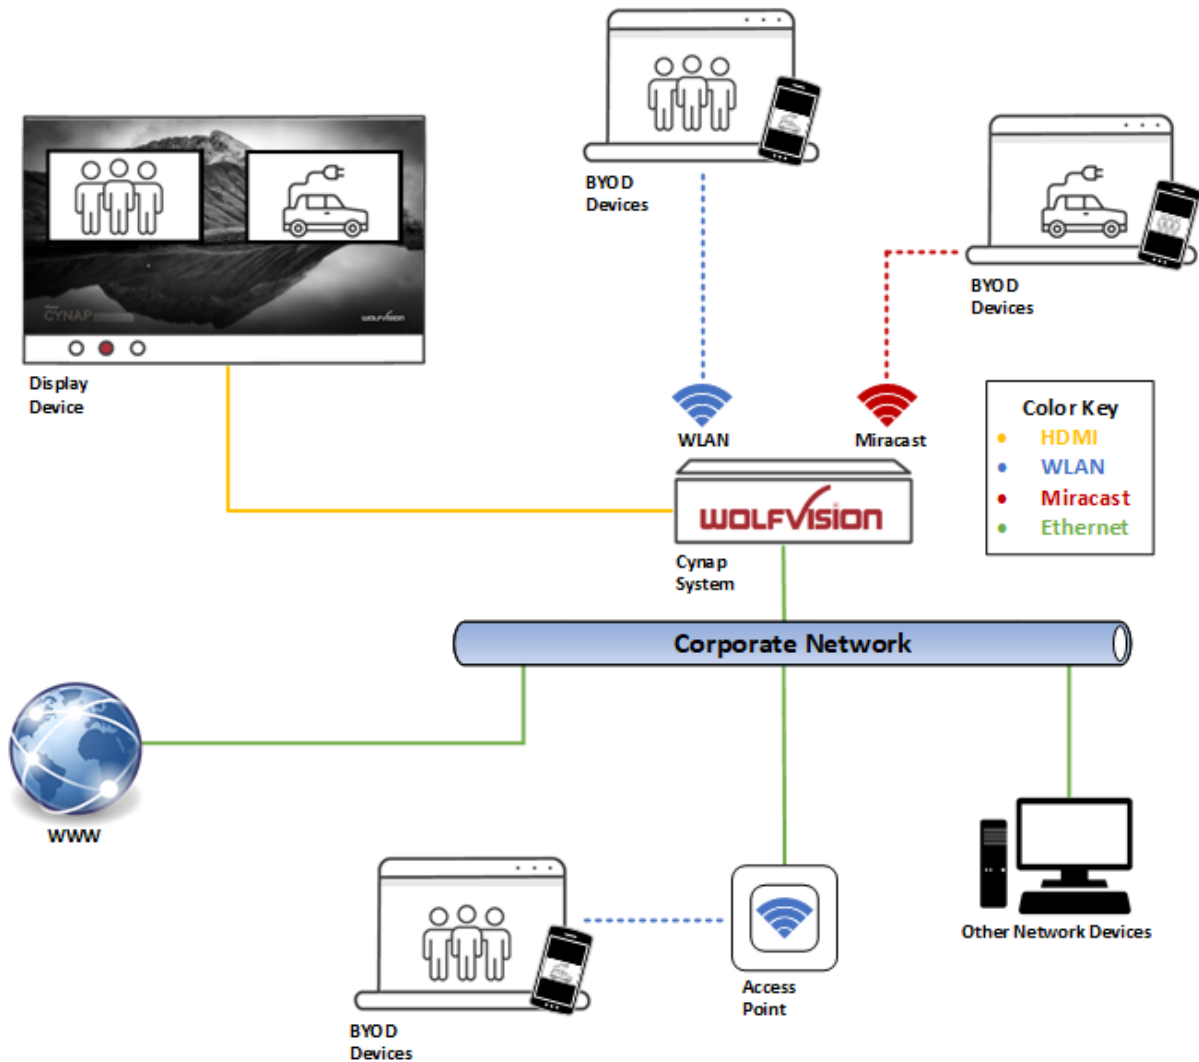 BYOD
Devices
BYOD
Devices
CYNAP
WOLFVISION
Display
Device
WLAN
Miracast
Color Key
• HDMI
• WLAN
• Miracast
• Ethernet
WOLFVISION
Cynap
System
Corporate Network
WWW
Other Network Devices
Access
Point
BYOD
Devices